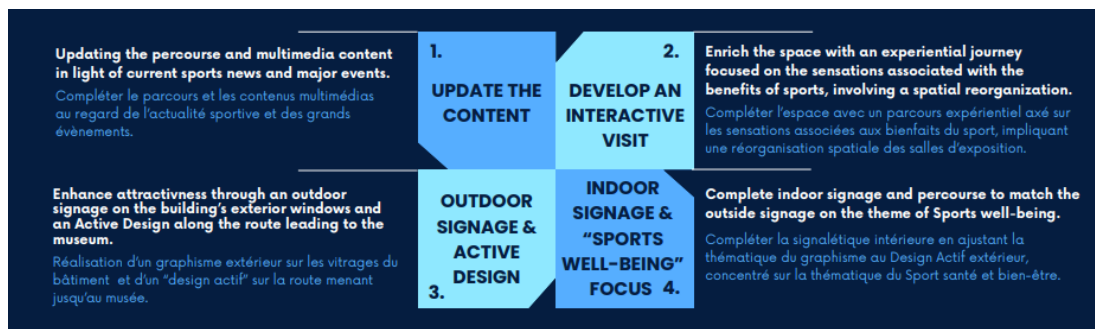 Updating the percourse and multimedia content
in light of current sports news and major events.
Compléter le parcours et les contenus multimédias
au regard de l'actualité sportive et des grands
évènements.
1.
UPDATE THE
CONTENT
2.
DEVELOP AN
INTERACTIVE
VISIT
Enrich the space with an experiential journey
focused on the sensations associated with the
benefits of sports, involving a spatial reorganization.
Compléter l'espace avec un parcours expérientiel axé sur
les sensations associées aux bienfaits du sport, impliquant
une réorganisation spatiale des salles d'exposition.
Enhance attractivness through an outdoor
signage on the building's exterior windows and
an Active Design along the route leading to the
museum.
Réalisation d'un graphisme extérieur sur les vitrages du
bâtiment et d'un "design actif" sur la route menant
jusqu'au musée.
OUTDOOR
SIGNAGE &
ACTIVE
DESIGN
3.
INDOOR
SIGNAGE &
"SPORTS
WELL-BEING"
FOCUS 4.
Complete indoor signage and percourse to match the
outside signage on the theme of Sports well-being.
Compléter la signalétique intérieure en ajustant la
thématique du graphisme au Design Actif extérieur,
concentré sur la thématique du Sport santé et bien-être.